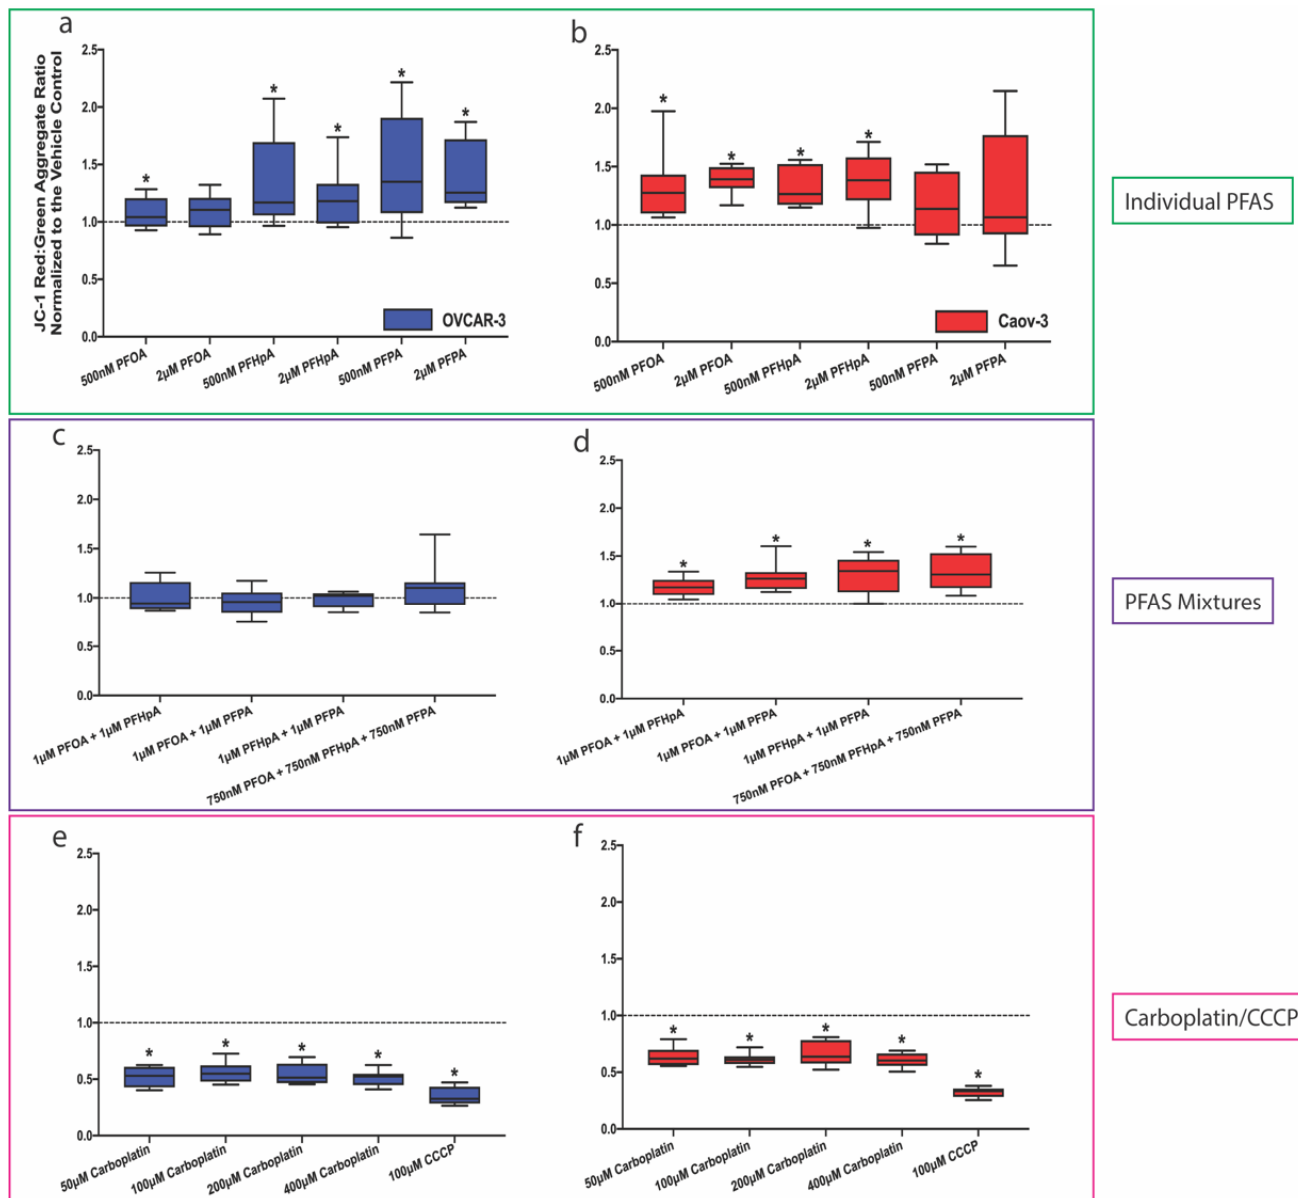 a
JC-1 Red:Green Aggregate Ratio
Normalized to the Vehicle Control
2.5
2.0
1.5
1.0
0.5
0.0
* * * * *
OVCAR-3
500nM PFOA
2µM PFOA
500nM PFHpA
2µM PFHpA
500nM PFPA
2µM PFPA
b
2.5
2.0
1.5
1.0
0.5
0.0
* * * *
Caov-3
500nM PFOA
2µM PFOA
500nM PFHpA
2µM PFHpA
500nM PFPA
2µM PFPA
Individual PFAS
c
2.5
2.0
1.5
1.0
0.5
0.0
1µM PFOA + 1µM PFHpA
1µM PFOA + 1µM PFPA
1µM PFHpA + 1µM PFPA
750nM PFOA + 750nM PFHpA + 750nM PFPA
d
2.5
2.0
1.5
1.0
0.5
0.0
* * * *
1µM PFOA + 1µM PFHpA
1µM PFOA + 1µM PFPA
1µM PFHpA + 1µM PFPA
750nM PFOA + 750nM PFHpA + 750nM PFPA
PFAS Mixtures
e
2.5
2.0
1.5
1.0
0.5
0.0
* * * * *
50µM Carboplatin
100µM Carboplatin
200µM Carboplatin
400µM Carboplatin
100µM CCCP
f
2.5
2.0
1.5
1.0
0.5
0.0
* * * * *
50µM Carboplatin
100µM Carboplatin
200µM Carboplatin
400µM Carboplatin
100µM CCCP
Carboplatin/CCCP